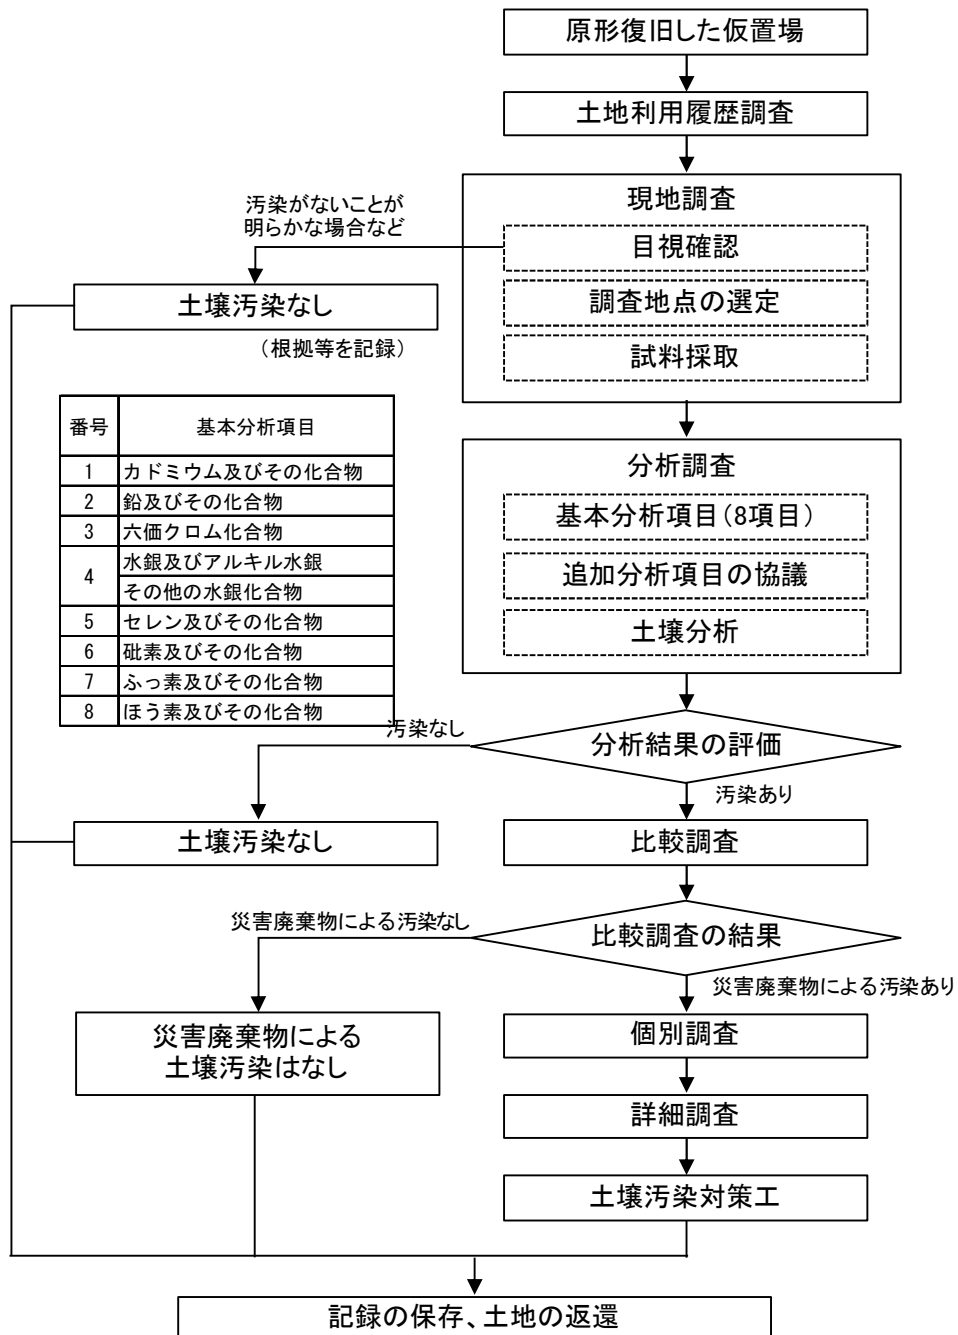 原形復旧した仮置場
土地利用履歴調査
現地調査
目視確認
調査地点の選定
試料採取
汚染がないことが
明らかな場合など
土壌汚染なし
（根拠等を記録）
番号 基本分析項目
1 カドミウム及びその化合物
2 鉛及びその化合物
3 六価クロム化合物
4 水銀及びアルキル水銀
その他の水銀化合物
5 セレン及びその化合物
6 砒素及びその化合物
7 ふっ素及びその化合物
8 ほう素及びその化合物
分析調査
基本分析項目（8項目）
追加分析項目の協議
土壌分析
分析結果の評価
汚染なし
汚染あり
土壌汚染なし
比較調査
比較調査の結果
災害廃棄物による汚染なし
災害廃棄物による汚染あり
災害廃棄物による
土壌汚染はなし
個別調査
詳細調査
土壌汚染対策工
記録の保存、土地の返還